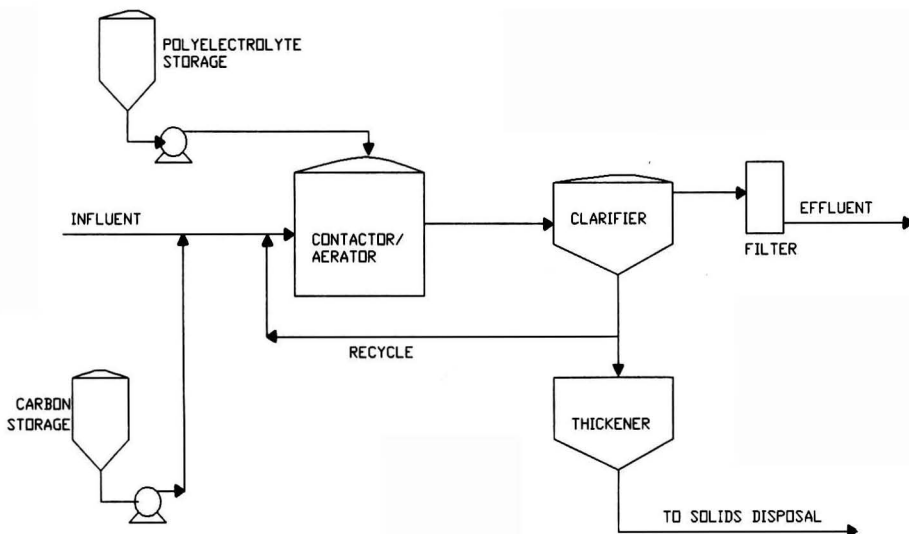 POLYELECTROLYTE
STORAGE
INFLUENT
CONTACTOR/
AERATOR
CLARIFIER
EFFLUENT
FILTER
RECYCLE
CARBON
STORAGE
THICKENER
TO SOLIDS DISPOSAL